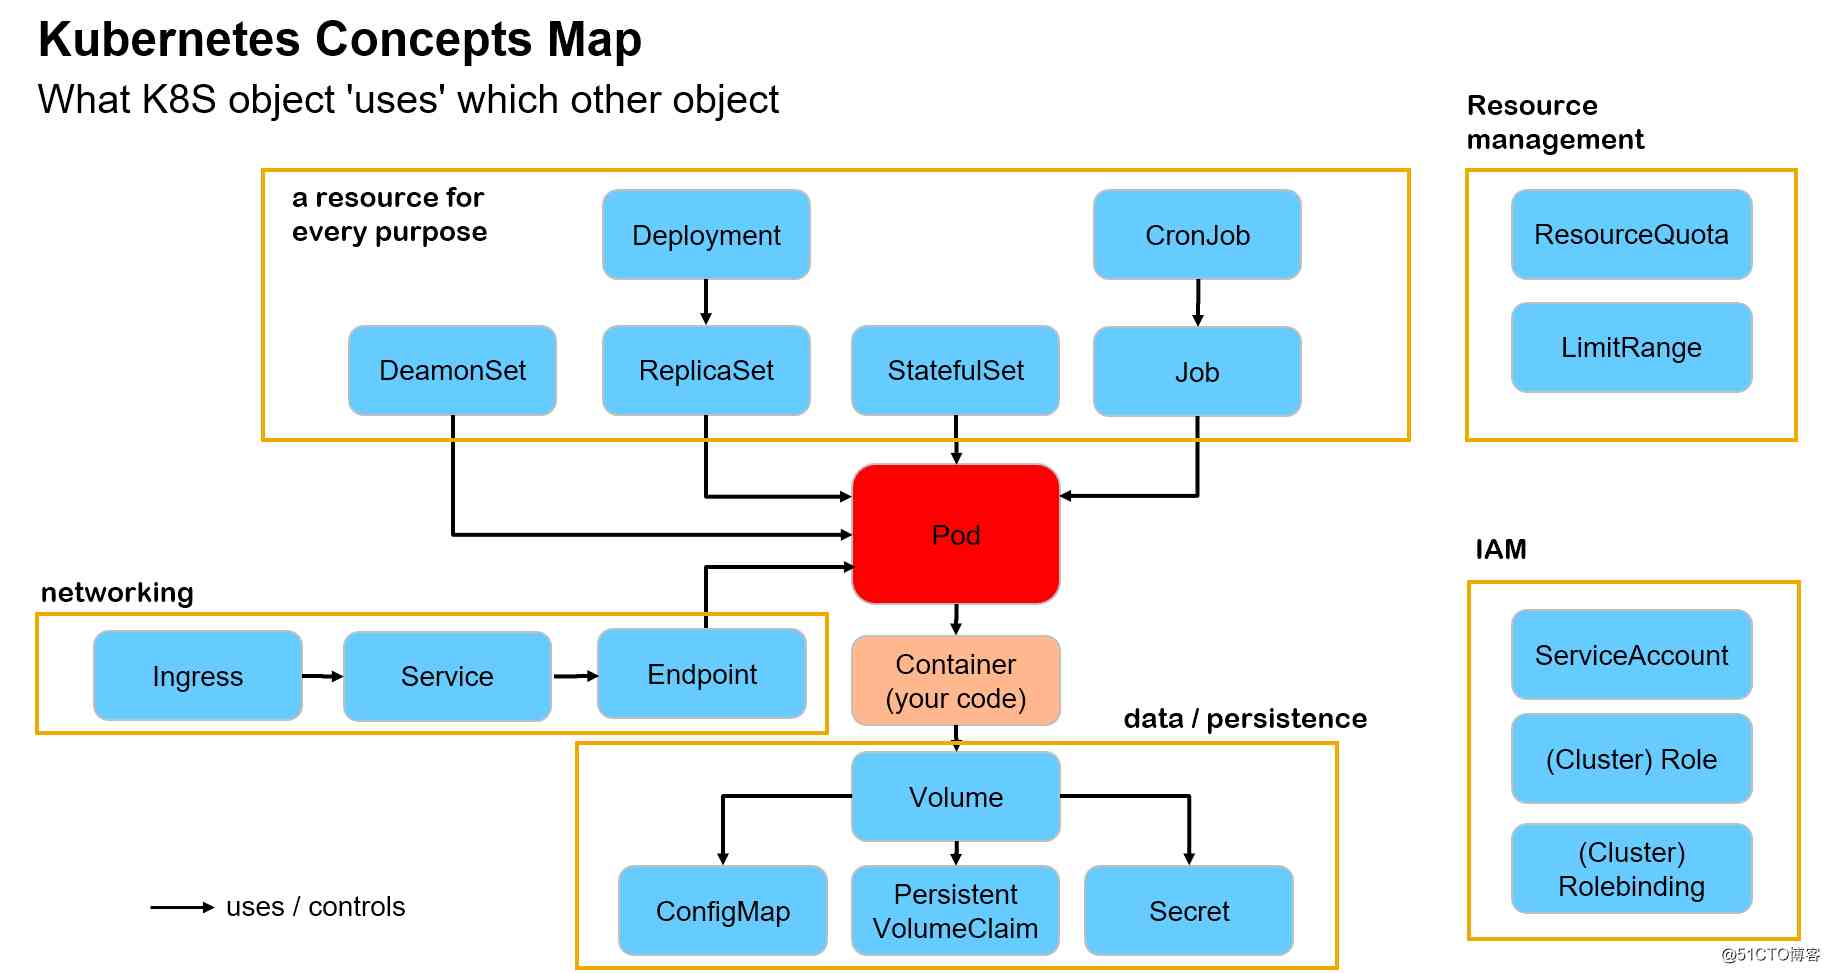 Kubernetes Concepts Map
What K8S object 'uses' which other object
Resource
management
a resource for
every purpose
Deployment
CronJob
ResourceQuota
DeamonSet
ReplicaSet
StatefulSet
Job
LimitRange
Pod
IAM
networking
Ingress
Service
Endpoint
Container
(your code)
ServiceAccount
data / persistence
(Cluster) Role
Volume
(Cluster)
Rolebinding
ConfigMap
Persistent
VolumeClaim
Secret
uses / controls
@51CTO博客